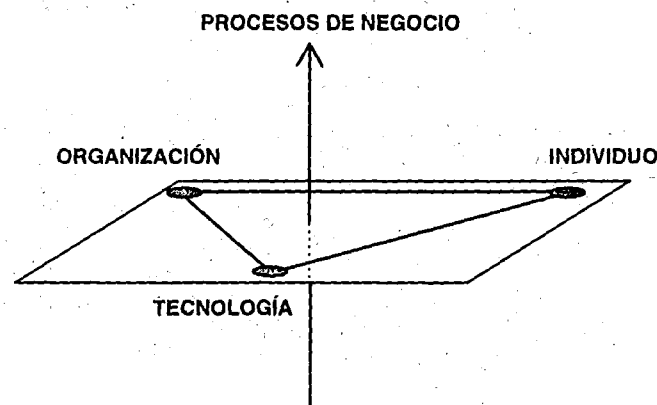 PROCESOS DE NEGOCIO
ORGANIZACIÓN
INDIVIDUO
TECNOLOGÍA